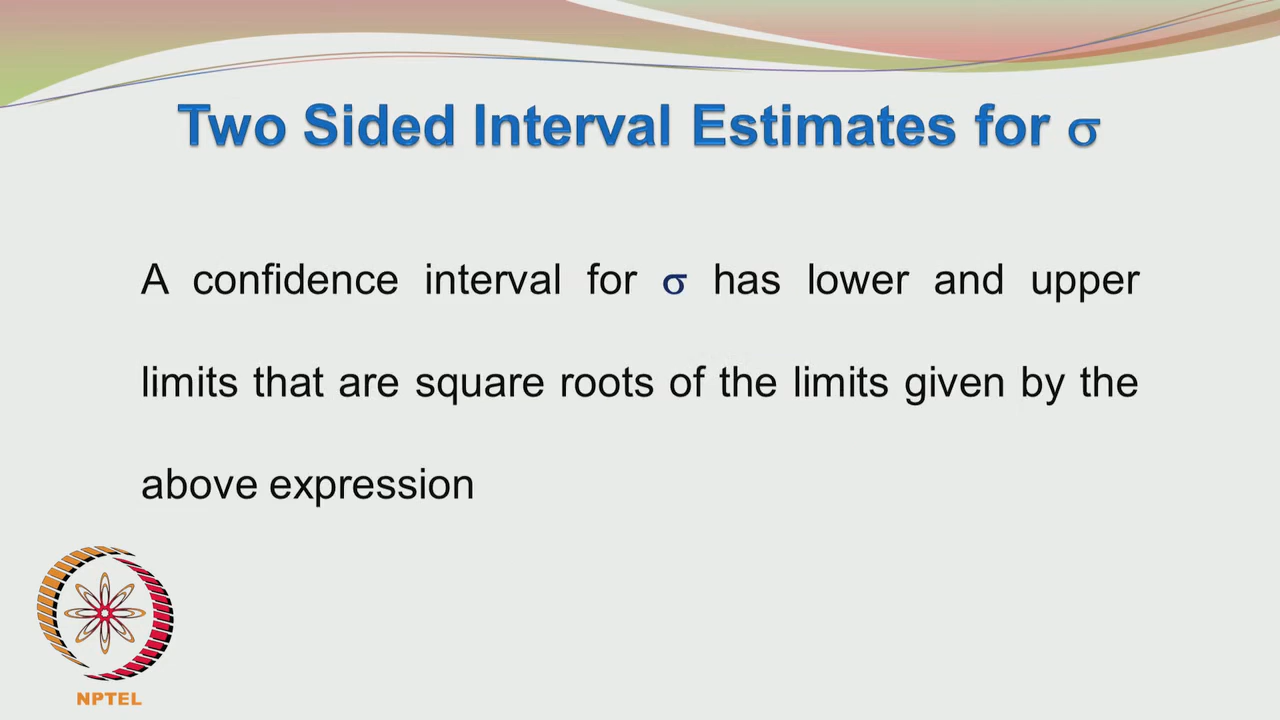 Two Sided Interval Estimates for σ
A confidence interval for σ has lower and upper
limits that are square roots of the limits given by the
above expression
NPTEL